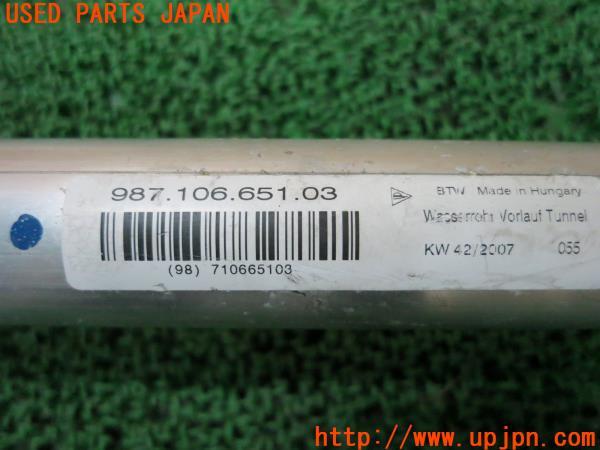 USED PARTS JAPAN
987.106.651.03
(98) 710665103
BTW Made in Hungary
Wasserrohr Vorlauf Tunnel
KW 42/2007 055
http://www.upjpn.com